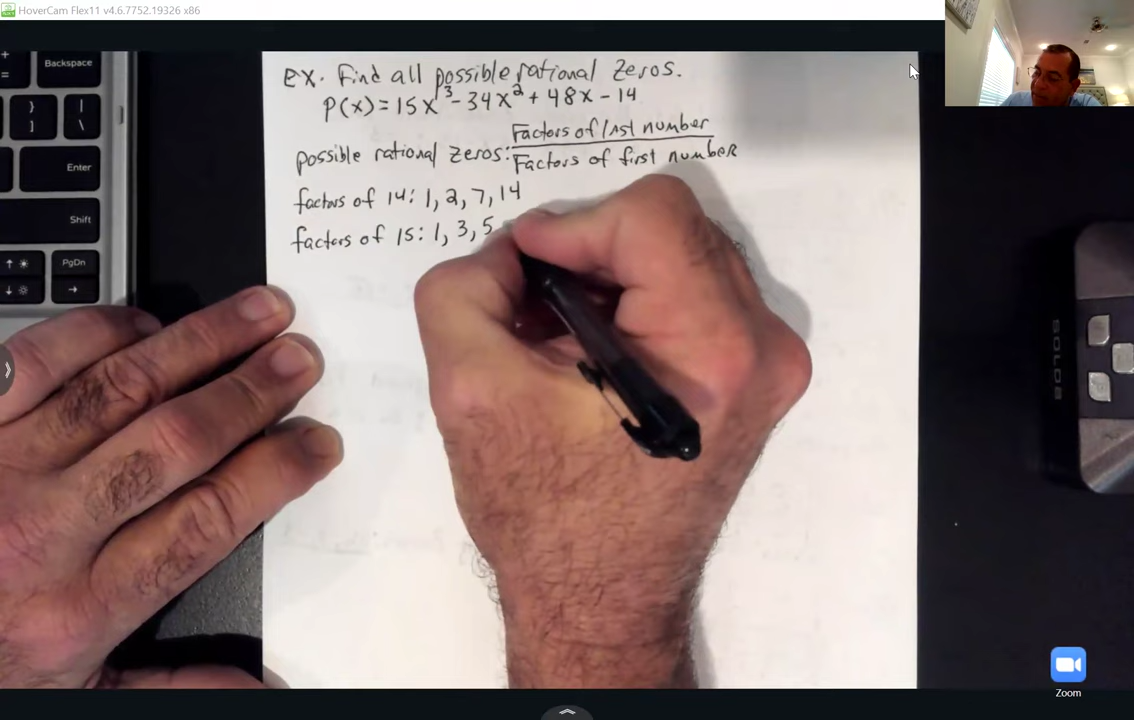 HoverCam Flex11 v4.6.7752.19326 x86
Ex. Find all possible rational zeros.
P(x) = 15x³ - 34x² + 48x - 14
possible rational zeros: Factors of last number / Factors of first number
factors of 14: 1, 2, 7, 14
factors of 15: 1, 3, 5
+
=
Backspace
}
]
|
\
Enter
Shift
PgDn
SOLDB
Zoom